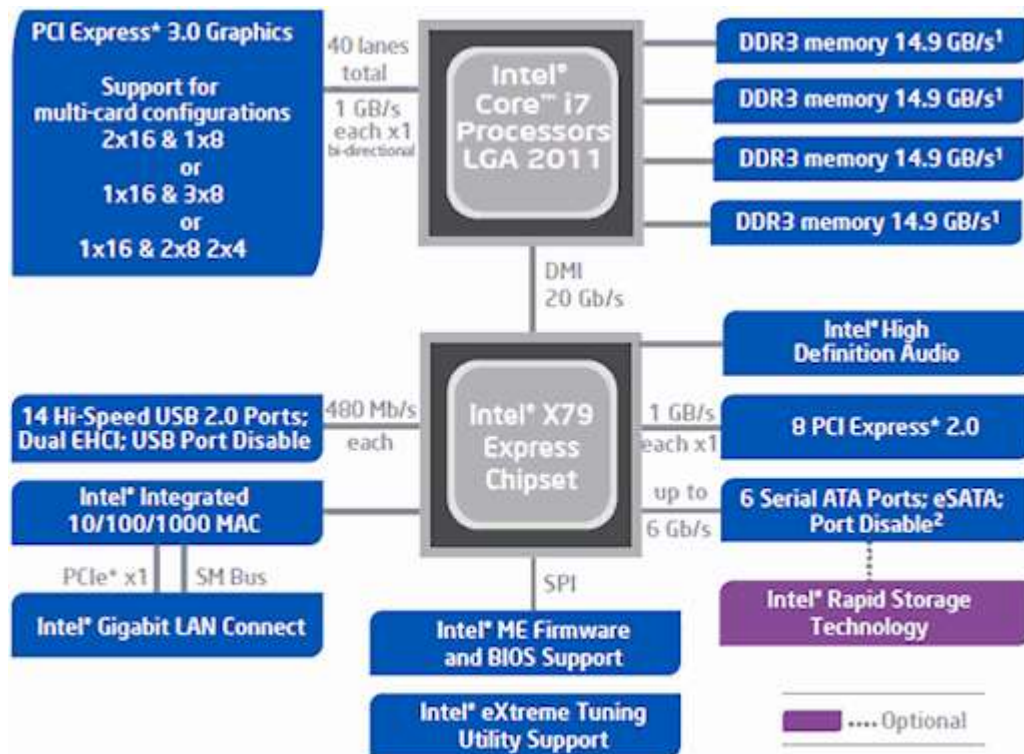 PCI Express* 3.0 Graphics
Support for
multi-card configurations
2x16 & 1x8
or
1x16 & 3x8
or
1x16 & 2x8 2x4
40 lanes
total
1 GB/s
each x1
bi-directional
Intel®
Core™ i7
Processors
LGA 2011
DDR3 memory 14.9 GB/s¹
DDR3 memory 14.9 GB/s¹
DDR3 memory 14.9 GB/s¹
DDR3 memory 14.9 GB/s¹
DMI
20 Gb/s
Intel® High
Definition Audio
14 Hi-Speed USB 2.0 Ports;
Dual EHCI; USB Port Disable
480 Mb/s
each
Intel® X79
Express
Chipset
1 GB/s
each x1
8 PCI Express* 2.0
Intel® Integrated
10/100/1000 MAC
up to
6 Gb/s
6 Serial ATA Ports; eSATA;
Port Disable²
PCIe* x1
SM Bus
SPI
Intel® Gigabit LAN Connect
Intel® ME Firmware
and BIOS Support
Intel® Rapid Storage
Technology
Intel® eXtreme Tuning
Utility Support
Optional